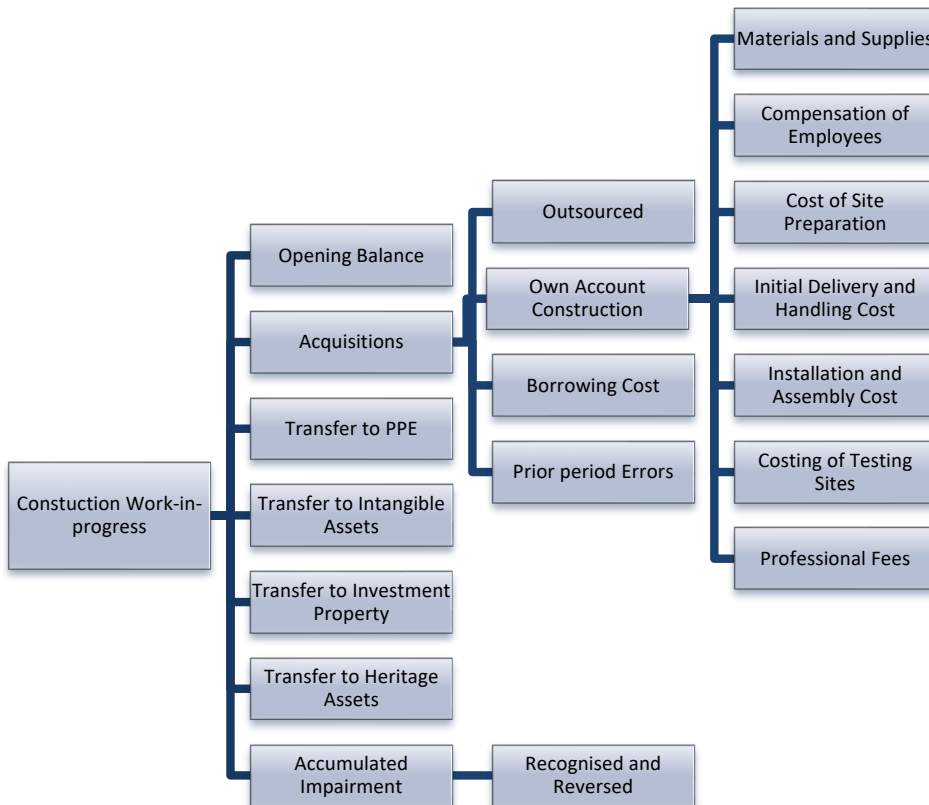 Constuction Work-in-
progress
Opening Balance
Acquisitions
Transfer to PPE
Transfer to Intangible
Assets
Transfer to Investment
Property
Transfer to Heritage
Assets
Accumulated
Impairment
Outsourced
Own Account
Construction
Borrowing Cost
Prior period Errors
Recognised and
Reversed
Materials and Supplies
Compensation of
Employees
Cost of Site
Preparation
Initial Delivery and
Handling Cost
Installation and
Assembly Cost
Costing of Testing
Sites
Professional Fees